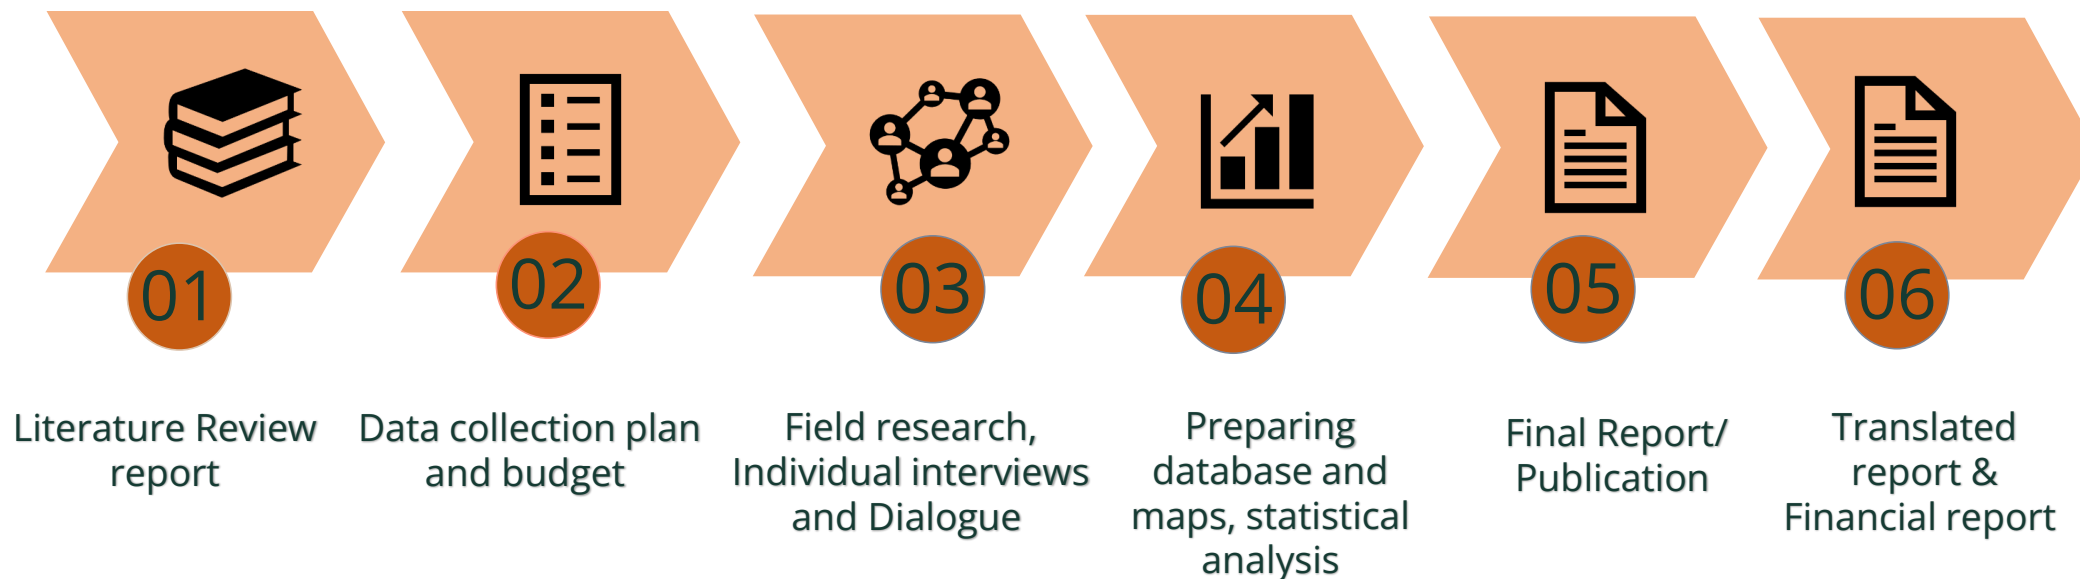 01
Literature Review
report
02
Data collection plan
and budget
03
Field research,
Individual interviews
and Dialogue
04
Preparing
database and
maps, statistical
analysis
05
Final Report/
Publication
06
Translated
report &
Financial report